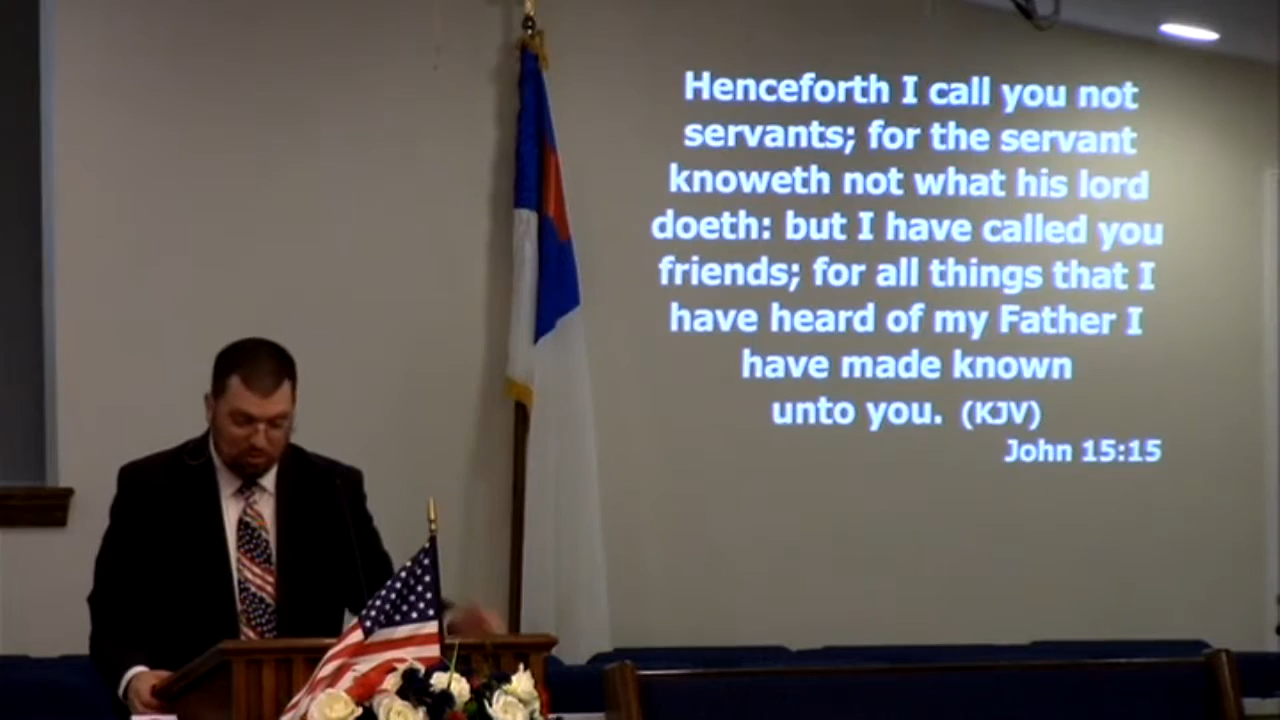 Henceforth I call you not
servants; for the servant
knoweth not what his lord
doeth: but I have called you
friends; for all things that I
have heard of my Father I
have made known
unto you. (KJV)
John 15:15